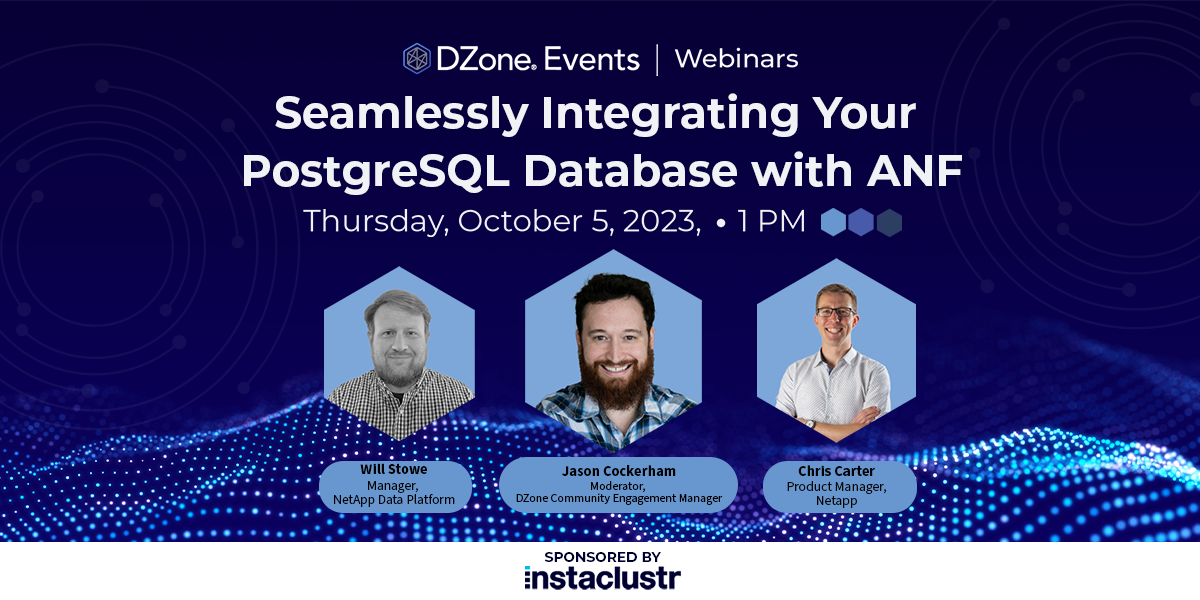 DZone® Events | Webinars
Seamlessly Integrating Your
PostgreSQL Database with ANF
Thursday, October 5, 2023, • 1 PM
Will Stowe
Manager,
NetApp Data Platform
Jason Cockerham
Moderator,
DZone Community Engagement Manager
Chris Carter
Product Manager,
Netapp
SPONSORED BY
instaclustr